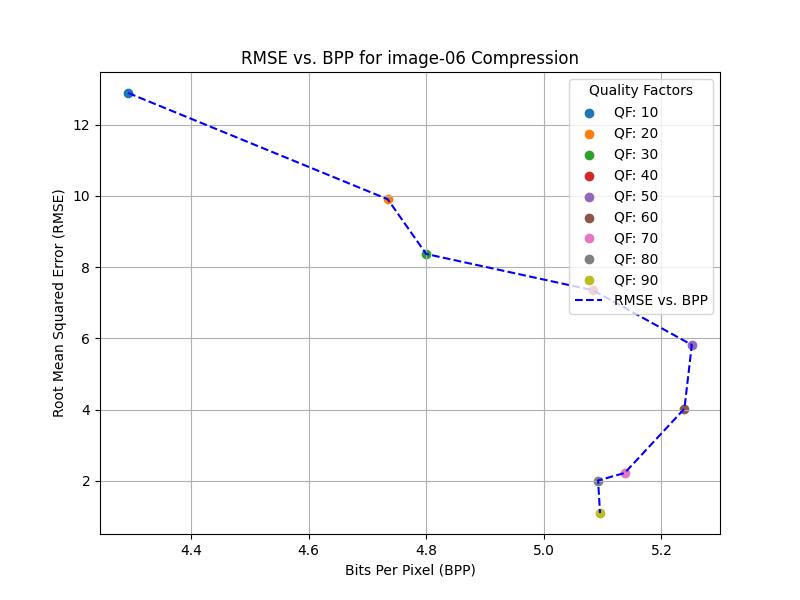 RMSE vs. BPP for image-06 Compression
Quality Factors
QF: 10
QF: 20
QF: 30
QF: 40
QF: 50
QF: 60
QF: 70
QF: 80
QF: 90
RMSE vs. BPP
Root Mean Squared Error (RMSE)
12
10
8
6
4
2
4.4 4.6 4.8 5.0 5.2
Bits Per Pixel (BPP)